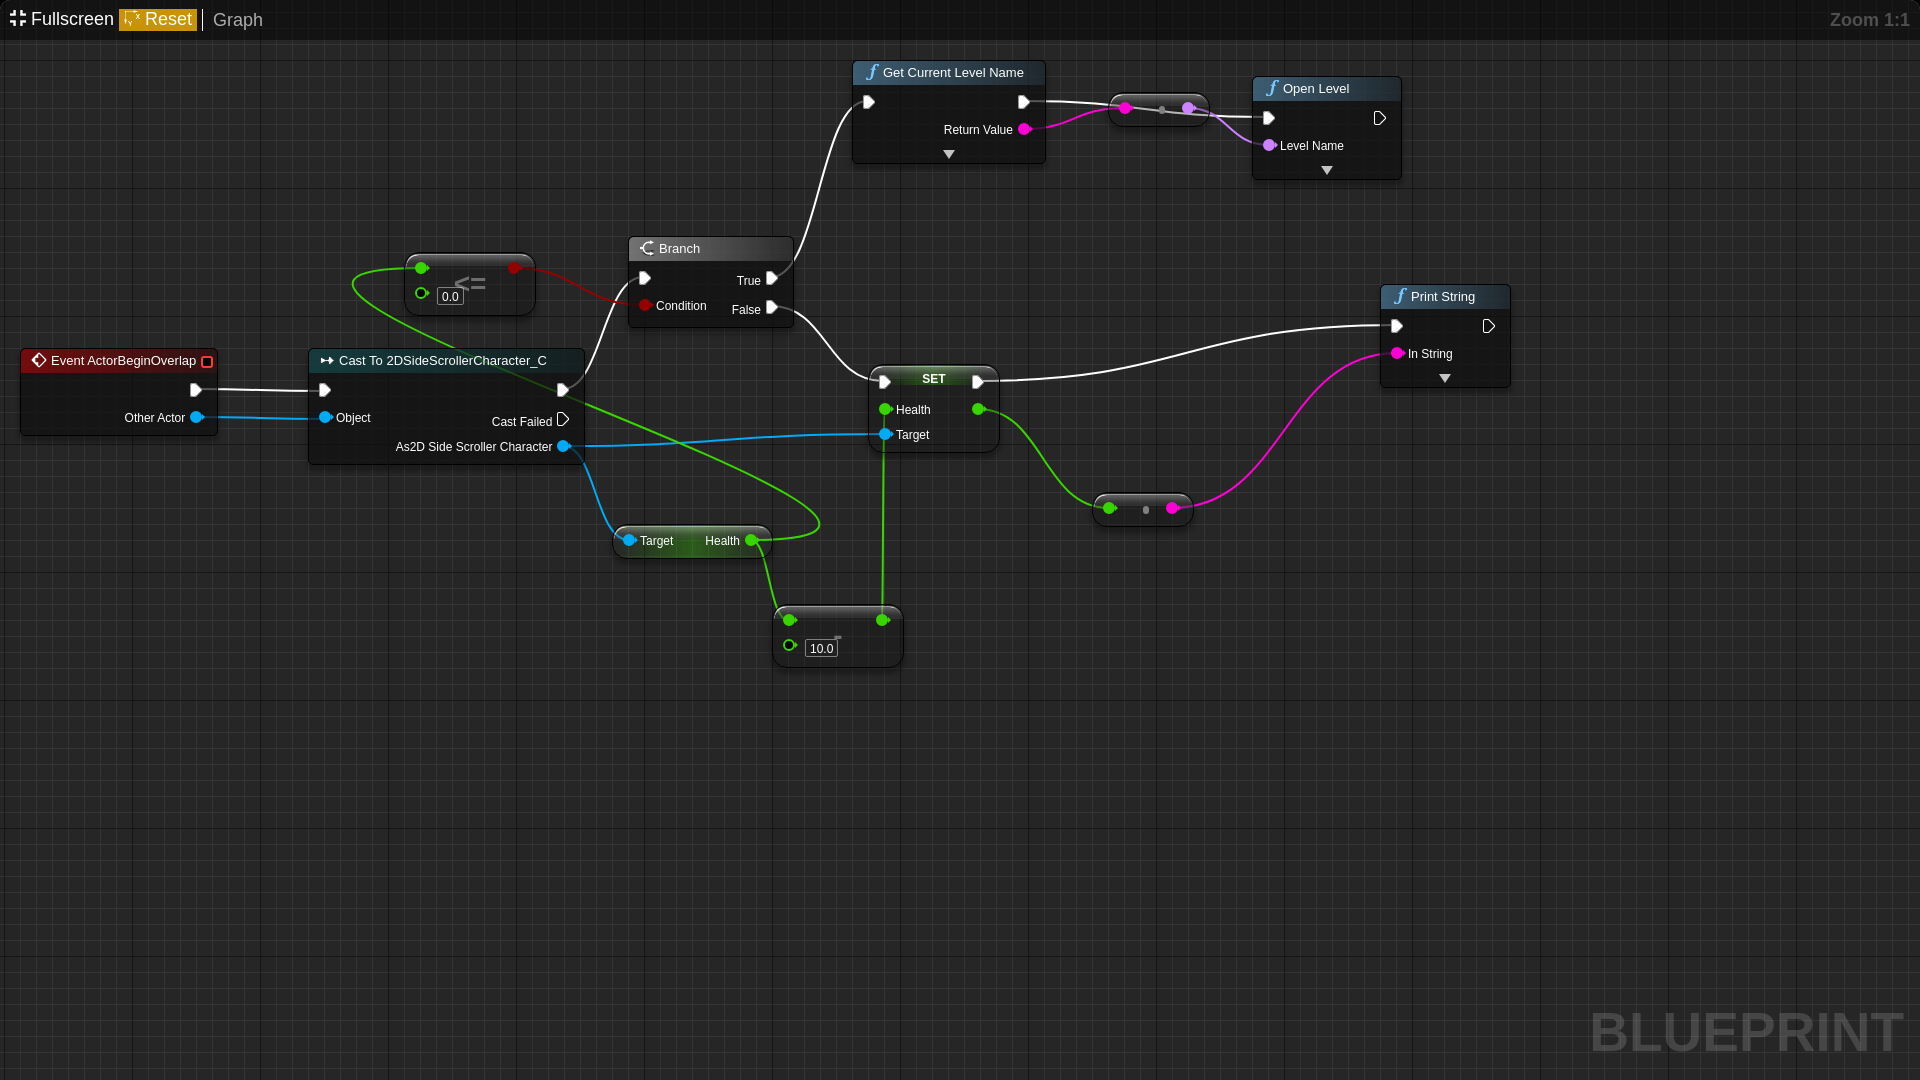 Fullscreen Reset Graph
Zoom 1:1
Get Current Level Name
Return Value
Open Level
Level Name
<=
0.0
Branch
True
Condition
False
Print String
In String
Event ActorBeginOverlap
Other Actor
Cast To 2DSideScrollerCharacter_C
Object
Cast Failed
As2D Side Scroller Character
SET
Health
Target
Target Health
-
10.0
BLUEPRINT